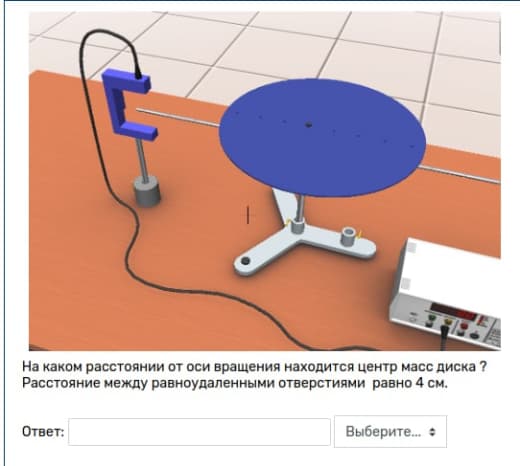 На каком расстоянии от оси вращения находится центр масс диска ?
Расстояние между равноудаленными отверстиями равно 4 см.
Ответ:
Выберите...